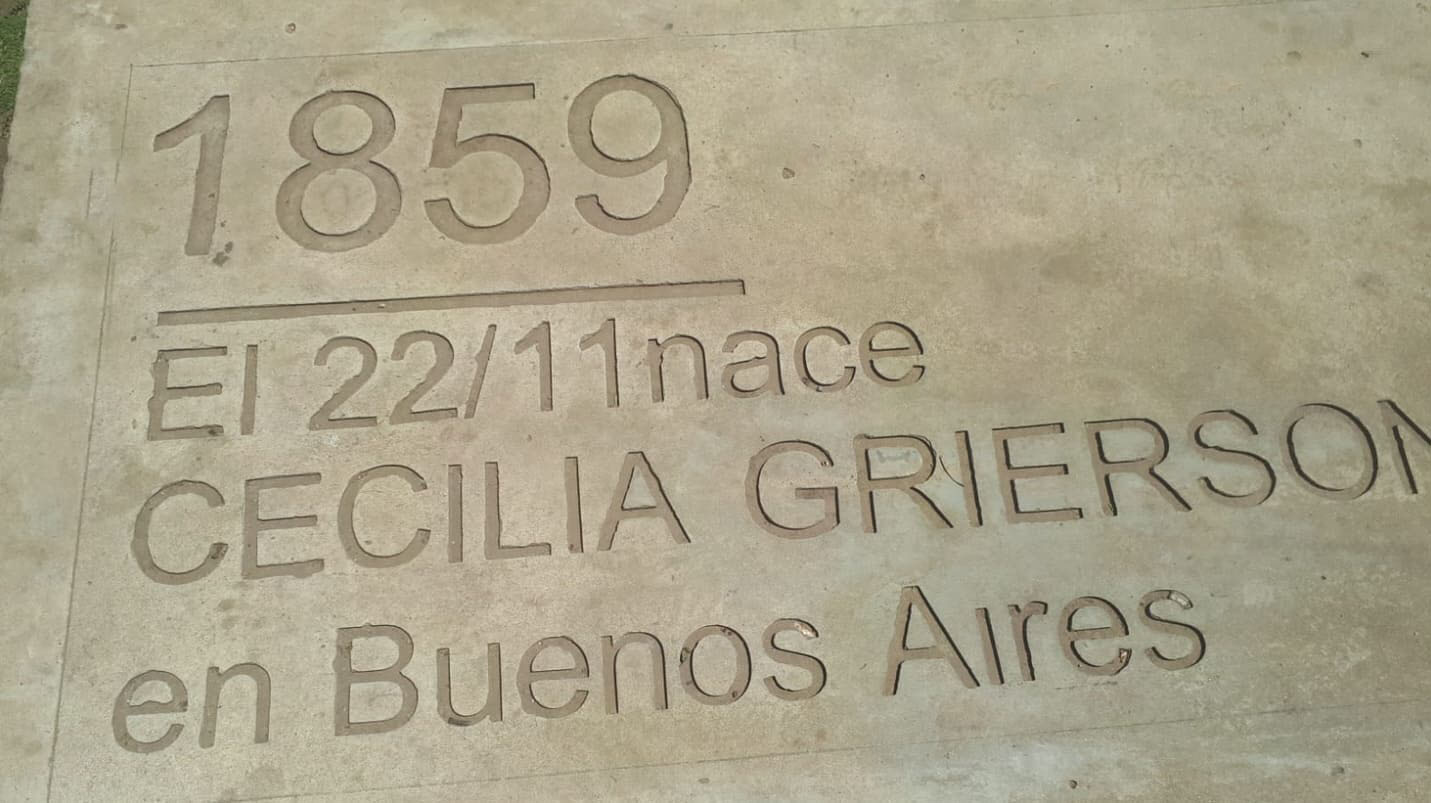 1859
El 22/11nace
CECILIA GRIERSON
en Buenos Aires